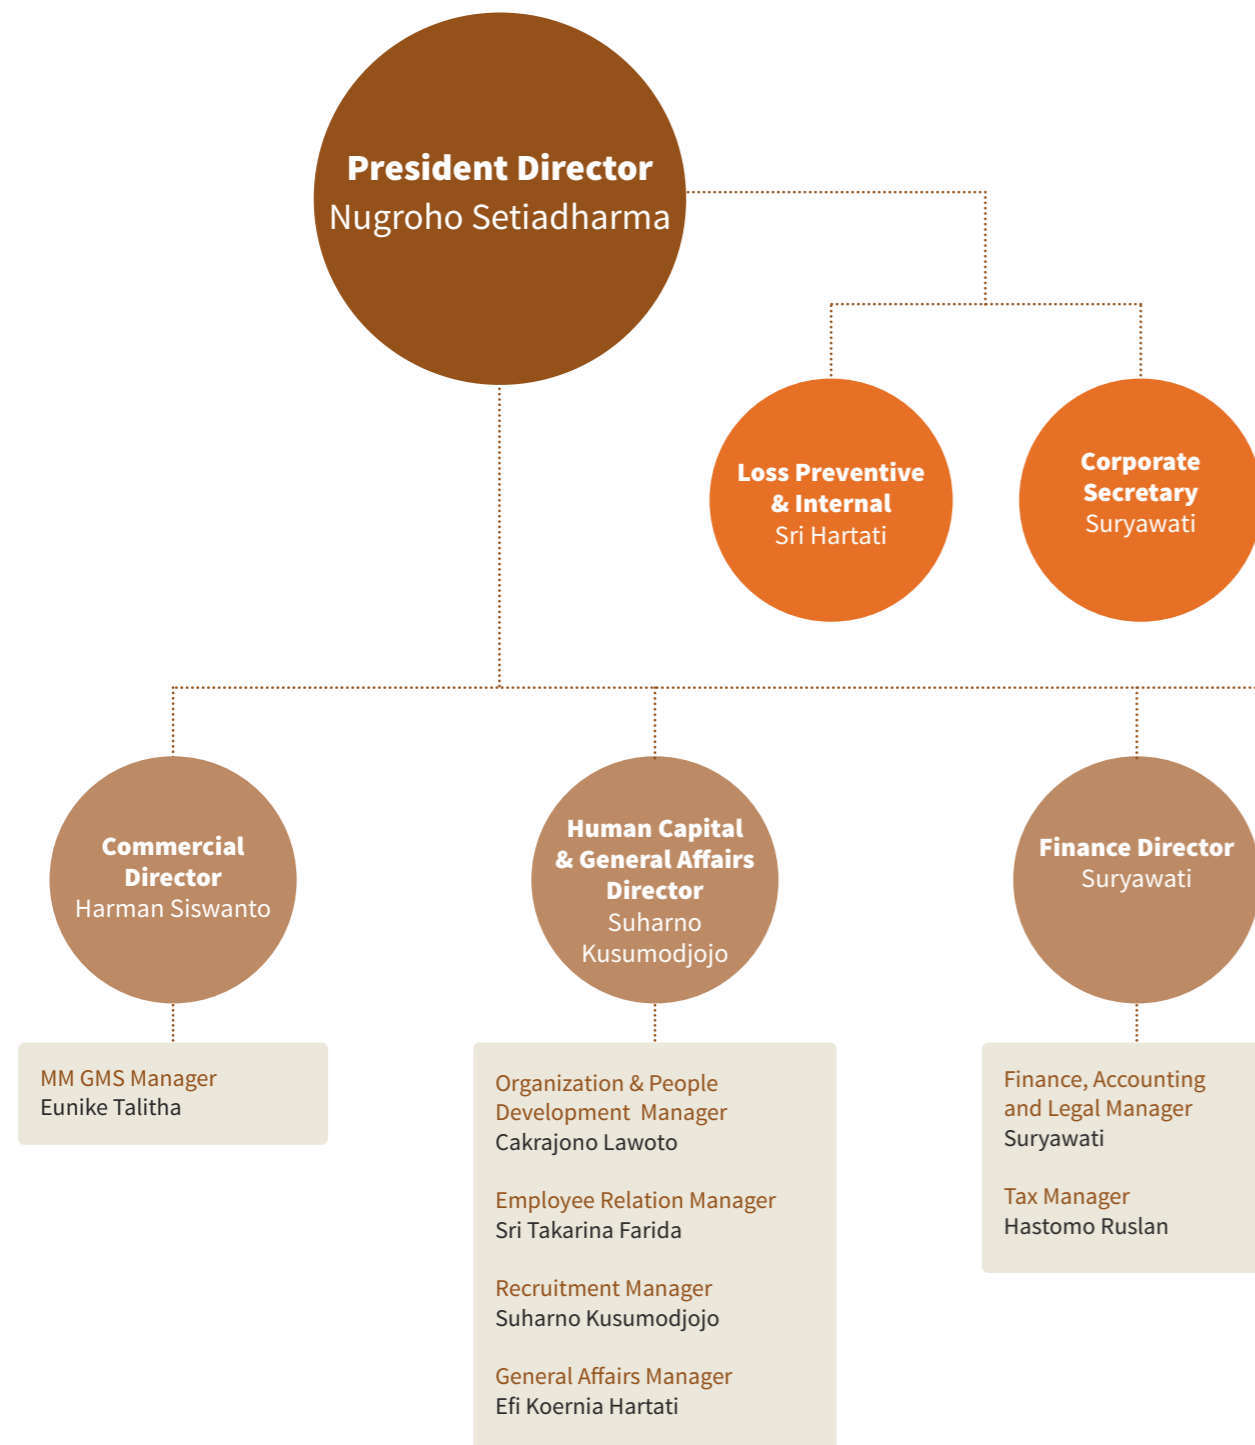 President Director
Nugroho Setiadharma
Loss Preventive
& Internal
Sri Hartati
Corporate
Secretary
Suryawati
Commercial
Director
Harman Siswanto
Human Capital
& General Affairs
Director
Suharno
Kusumodjojo
Finance Director
Suryawati
MM GMS Manager
Eunike Talitha
Organization & People
Development Manager
Cakrajono Lawoto
Employee Relation Manager
Sri Takarina Farida
Recruitment Manager
Suharno Kusumodjojo
General Affairs Manager
Efi Koernia Hartati
Finance, Accounting
and Legal Manager
Suryawati
Tax Manager
Hastomo Ruslan